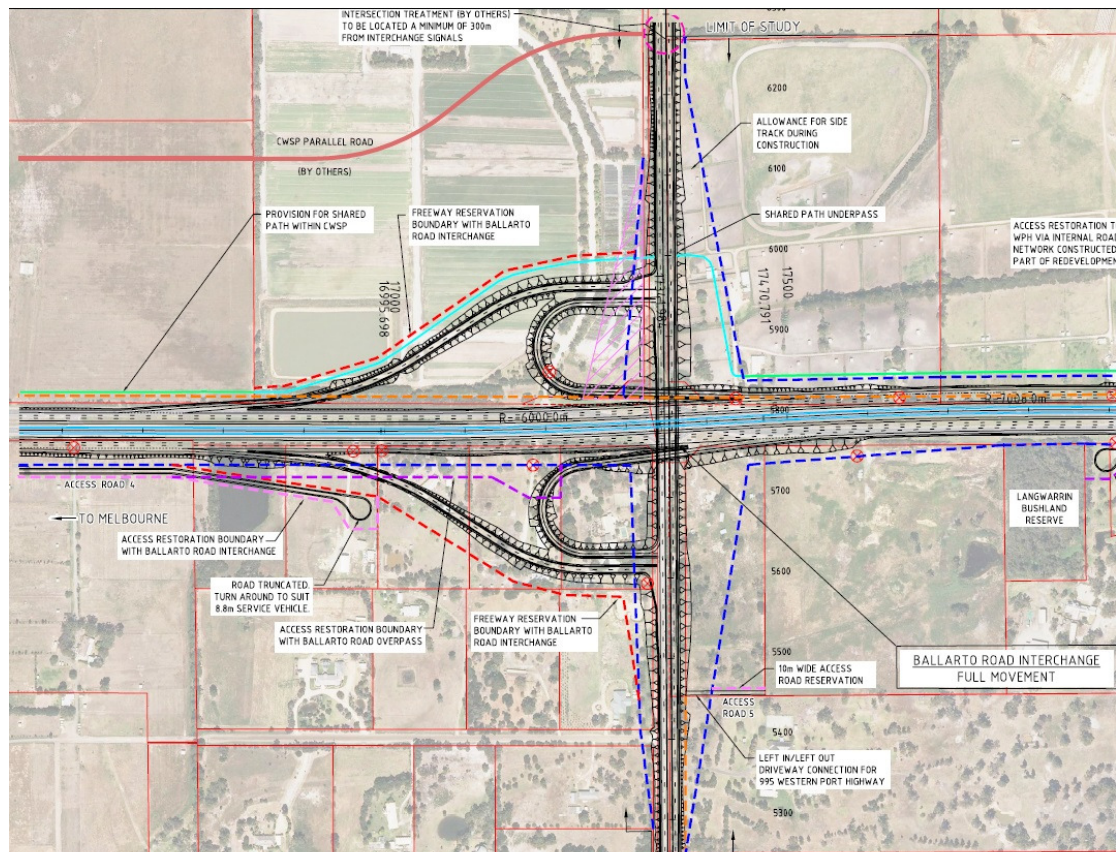 INTERSECTION TREATMENT (BY OTHERS)
TO BE LOCATED A MINIMUM OF 300m
FROM INTERCHANGE SIGNALS
LIMIT OF STUDY
6200
ALLOWANCE FOR SIDE
TRACK DURING
CONSTRUCTION
CWSP PARALLEL ROAD
(BY OTHERS)
6100
PROVISION FOR SHARED
PATH WITHIN CWSP
FREEWAY RESERVATION
BOUNDARY WITH BALLARTO
ROAD INTERCHANGE
SHARED PATH UNDERPASS
ACCESS RESTORATION T
WPH VIA INTERNAL ROAD
NETWORK CONSTRUCTED
PART OF REDEVELOPMEN
6000
17000
16995.698
17500
17470.791
5900
5800
R-=6000.0m
5700
ACCESS ROAD 4
TO MELBOURNE
LANGWARRIN
BUSHLAND
RESERVE
ACCESS RESTORATION BOUNDARY
WITH BALLARTO ROAD INTERCHANGE
ROAD TRUNCATED.
TURN AROUND TO SUIT
8.8m SERVICE VEHICLE.
5600
ACCESS RESTORATION BOUNDARY
WITH BALLARTO ROAD OVERPASS
FREEWAY RESERVATION
BOUNDARY WITH BALLARTO
ROAD INTERCHANGE
5500
BALLARTO ROAD INTERCHANGE
FULL MOVEMENT
10m WIDE ACCESS
ROAD RESERVATION
ACCESS
ROAD 5
5400
LEFT IN/LEFT OUT
DRIVEWAY CONNECTION FOR
995 WESTERN PORT HIGHWAY
5300